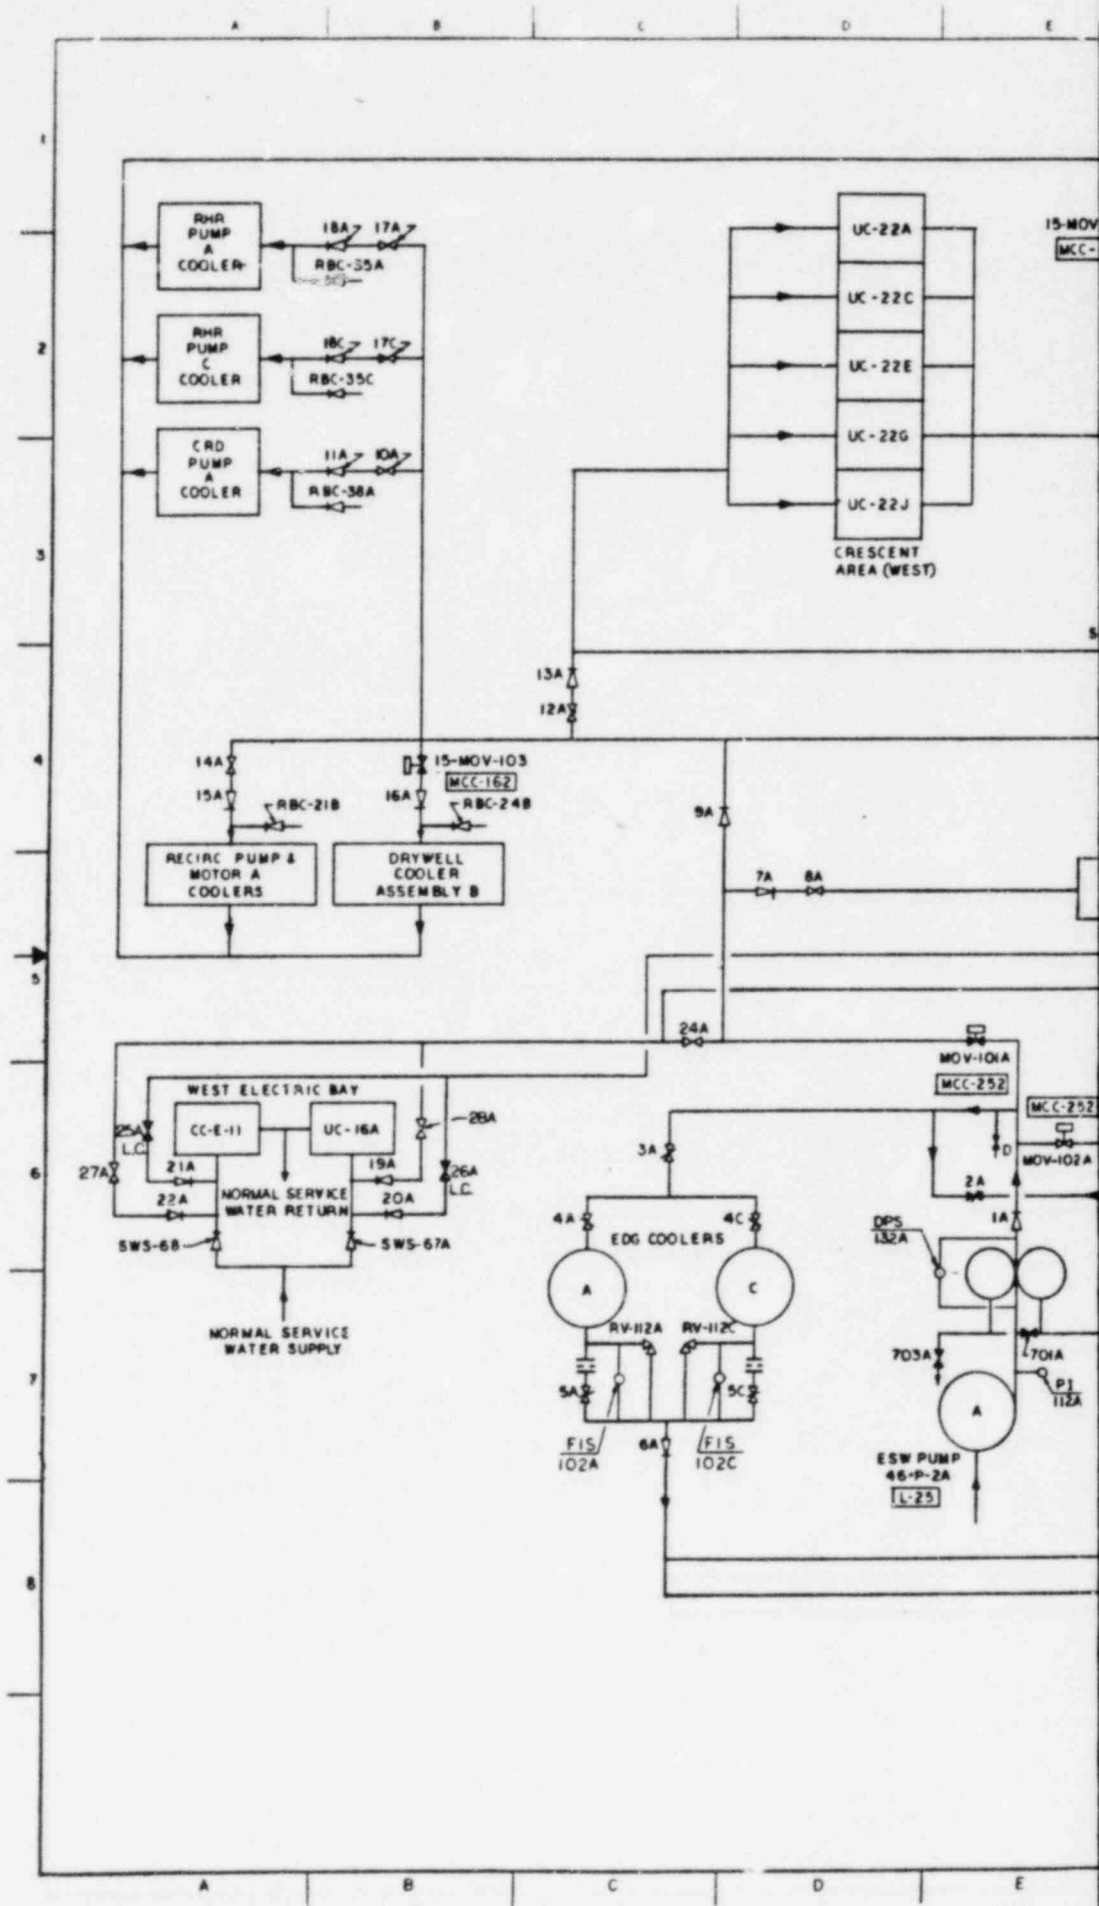 A B C D E
1
RHR
PUMP
A
COOLER
18A 17A
RBC-35A
UC-22A
15-MOV
MCC-
UC-22C
2
RHR
PUMP
C
COOLER
18C 17C
RBC-35C
UC-22E
CRD
PUMP
A
COOLER
11A 10A
RBC-38A
UC-22G
UC-22J
3
CRESCENT
AREA (WEST)
S
13A
12A
4
14A
15-MOV-103
MCC-162
15A
RBC-21B
16A
RBC-24B
9A
RECIRC PUMP &
MOTOR A
COOLERS
DRYWELL
COOLER
ASSEMBLY B
7A 8A
5
24A
MOV-101A
MCC-252
MCC-252
WEST ELECTRIC BAY
25A
L.C.
CC-E-11
UC-16A
28A
3A
D
MOV-102A
6
27A
21A
19A
26A
L.C.
22A
NORMAL SERVICE
WATER RETURN
20A
2A
1A
4A 4C
EDG COOLERS
DPS
132A
SWS-68
SWS-67A
A
C
NORMAL SERVICE
WATER SUPPLY
RV-112A RV-112C
703A
701A
7
5A
5C
PI
112A
A
FIS
102A
6A
FIS
102C
ESW PUMP
46-P-2A
L-25
8
A B C D E